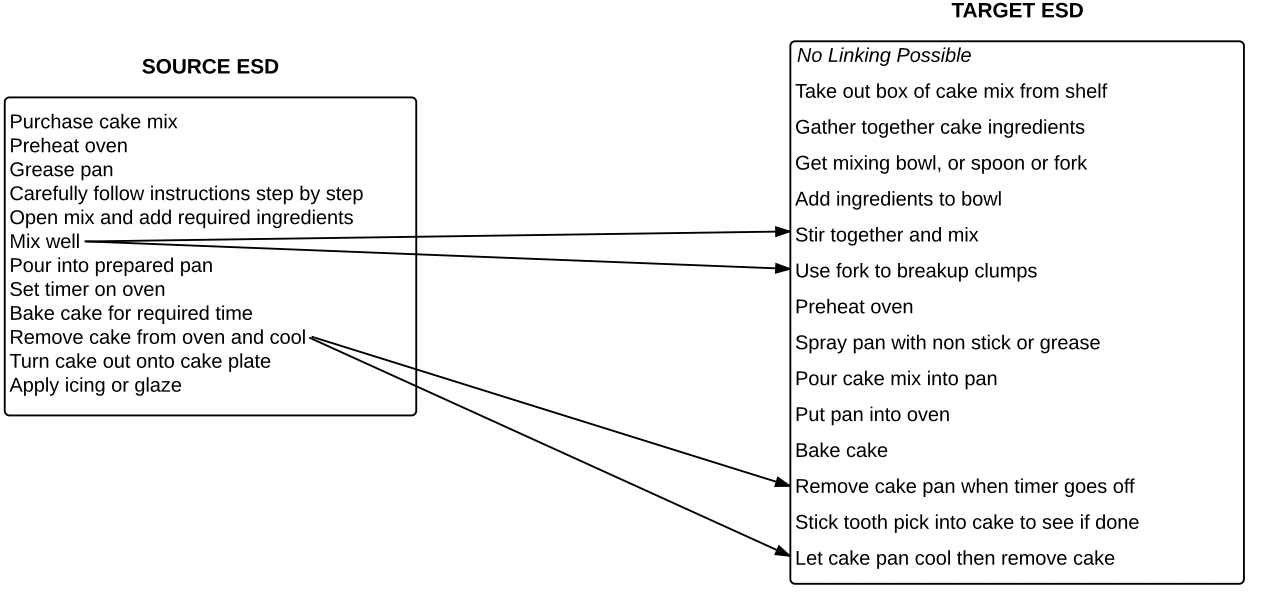 SOURCE ESD
Purchase cake mix
Preheat oven
Grease pan
Carefully follow instructions step by step
Open mix and add required ingredients
Mix well
Pour into prepared pan
Set timer on oven
Bake cake for required time
Remove cake from oven and cool
Turn cake out onto cake plate
Apply icing or glaze
TARGET ESD
No Linking Possible
Take out box of cake mix from shelf
Gather together cake ingredients
Get mixing bowl, or spoon or fork
Add ingredients to bowl
Stir together and mix
Use fork to breakup clumps
Preheat oven
Spray pan with non stick or grease
Pour cake mix into pan
Put pan into oven
Bake cake
Remove cake pan when timer goes off
Stick tooth pick into cake to see if done
Let cake pan cool then remove cake